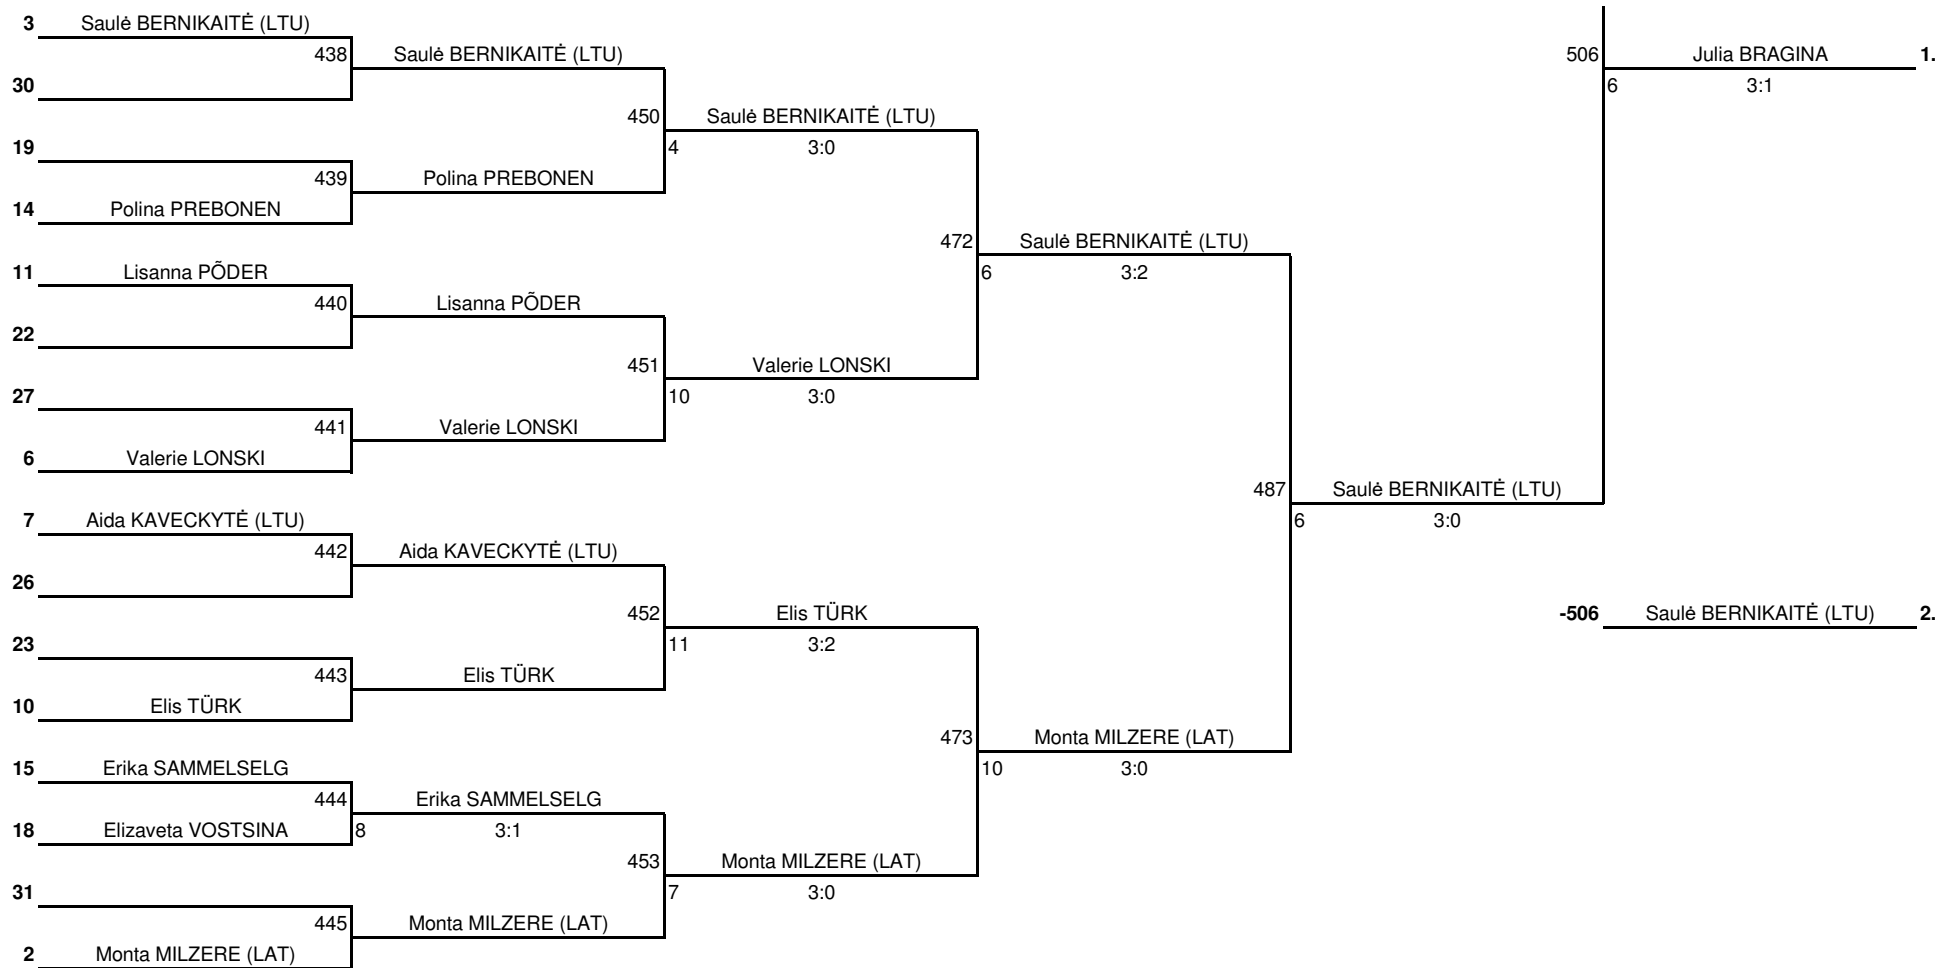 3 Saulė BERNIKAITĖ (LTU)
438 Saulė BERNIKAITĖ (LTU) 506 Julia BRAGINA 1.
30 6 3:1
450 Saulė BERNIKAITĖ (LTU)
19 4 3:0
439 Polina PREBONEN
14 Polina PREBONEN
472 Saulė BERNIKAITĖ (LTU)
11 Lisanna PÕDER 6 3:2
440 Lisanna PÕDER
22
451 Valerie LONSKI
27 10 3:0
441 Valerie LONSKI
6 Valerie LONSKI
487 Saulė BERNIKAITĖ (LTU)
7 Aida KAVECKYTĖ (LTU) 6 3:0
442 Aida KAVECKYTĖ (LTU)
26
452 Elis TÜRK -506 Saulė BERNIKAITĖ (LTU) 2.
23 11 3:2
443 Elis TÜRK
10 Elis TÜRK
473 Monta MILZERE (LAT)
15 Erika SAMMELSELG 10 3:0
444 Erika SAMMELSELG
18 Elizaveta VOSTSINA 8 3:1
453 Monta MILZERE (LAT)
31 7 3:0
445 Monta MILZERE (LAT)
2 Monta MILZERE (LAT)